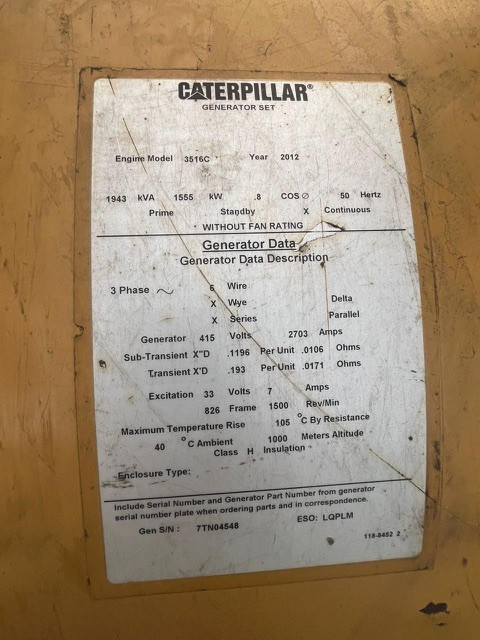 CATERPILLAR®
GENERATOR SET
Engine Model 3516C Year 2012
1943 kVA 1555 kW .8 COS ∅ 50 Hertz
Prime Standby X Continuous
WITHOUT FAN RATING
Generator Data
Generator Data Description
3 Phase ~ 6 Wire
X Wye Delta
X Series Parallel
Generator 415 Volts 2703 Amps
Sub-Transient X"D .1196 Per Unit .0106 Ohms
Transient X'D .193 Per Unit .0171 Ohms
Excitation 33 Volts 7 Amps
826 Frame 1500 Rev/Min
Maximum Temperature Rise 105 °C By Resistance
40 °C Ambient 1000 Meters Altitude
Class H Insulation
Enclosure Type:
Include Serial Number and Generator Part Number from generator
serial number plate when ordering parts and in correspondence.
Gen S/N : 7TN04548 ESO: LQPLM
118-8452 2